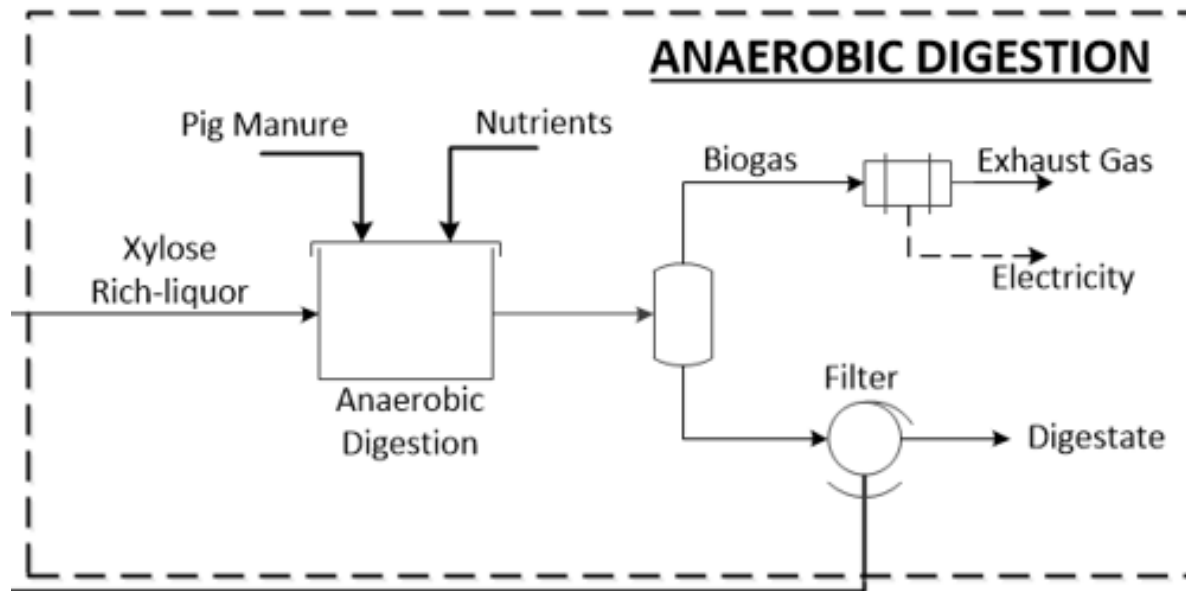 ANAEROBIC DIGESTION
Pig Manure
Nutrients
Biogas
Exhaust Gas
Xylose
Rich-liquor
Electricity
Anaerobic
Digestion
Filter
Digestate